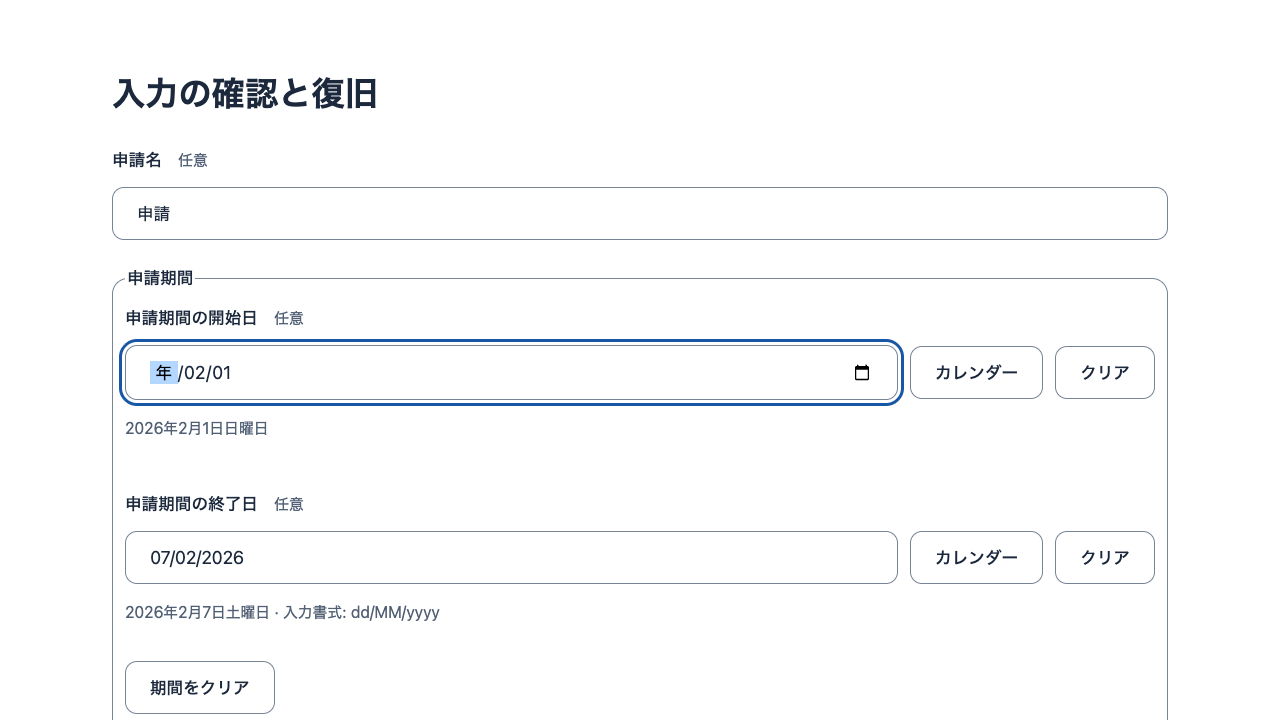 入力の確認と復旧
申請名 任意
申請
申請期間
申請期間の開始日 任意
年/02/01 カレンダー クリア
2026年2月1日日曜日
申請期間の終了日 任意
07/02/2026 カレンダー クリア
2026年2月7日土曜日 · 入力書式: dd/MM/yyyy
期間をクリア